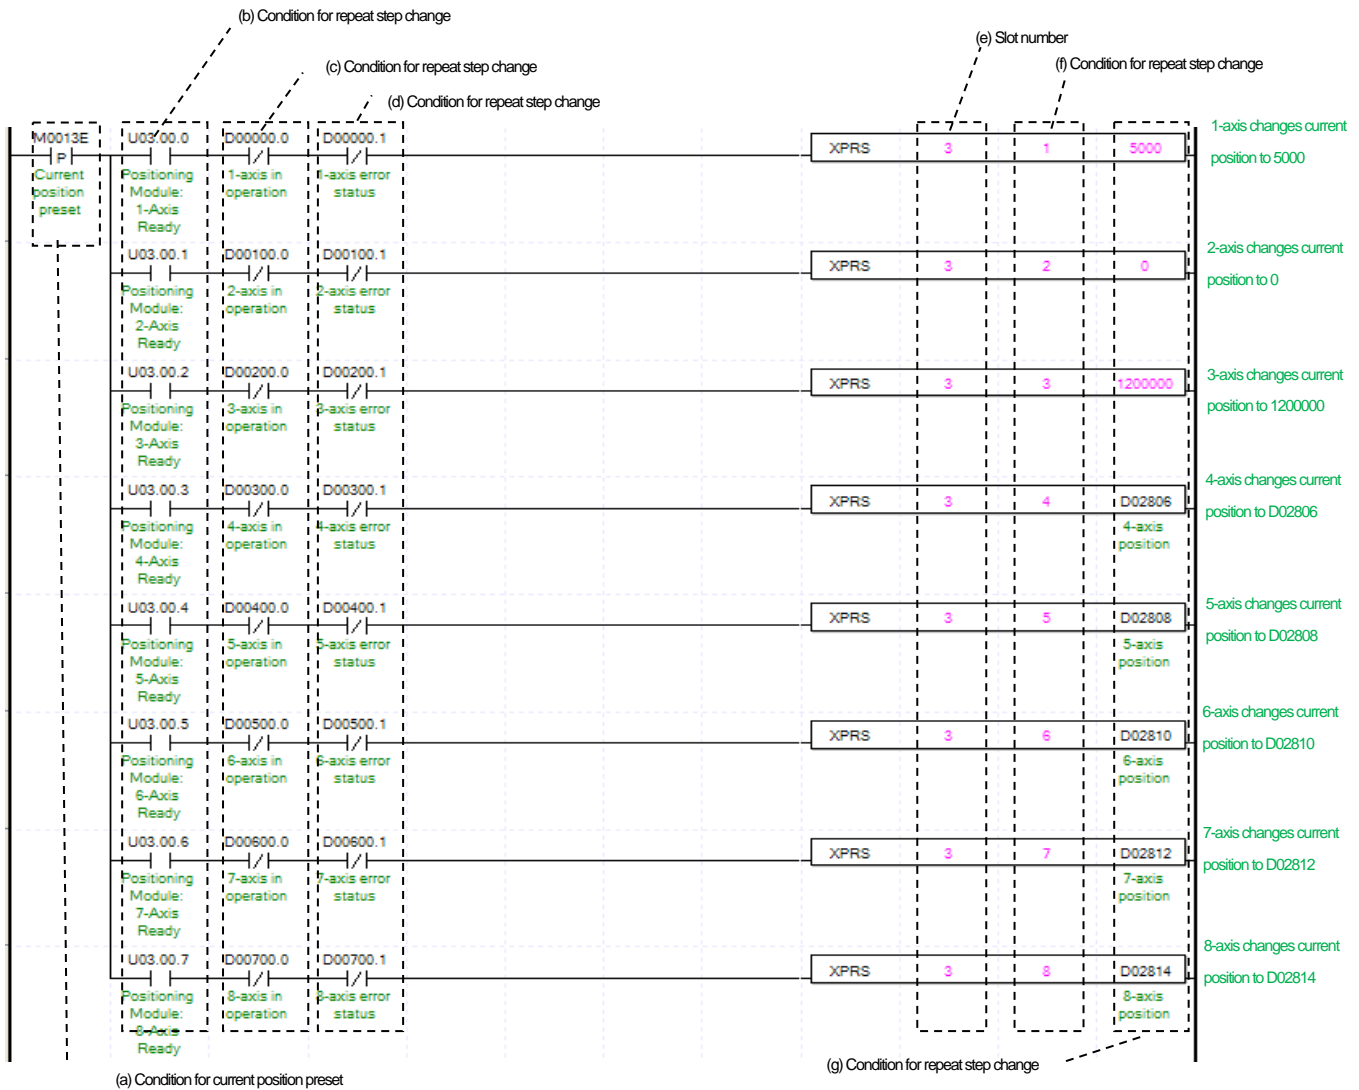 (b) Condition for repeat step change
(e) Slot number
(c) Condition for repeat step change
(f) Condition for repeat step change
(d) Condition for repeat step change
M0013E
P
Current
position
preset
U03.00.0
D00000.0
D00000.1
Positioning
Module:
1-Axis
Ready
1-axis in
operation
1-axis error
status
XPRS 3 1 5000
1-axis changes current
position to 5000
U03.00.1
D00100.0
D00100.1
Positioning
Module:
2-Axis
Ready
2-axis in
operation
2-axis error
status
XPRS 3 2 0
2-axis changes current
position to 0
U03.00.2
D00200.0
D00200.1
Positioning
Module:
3-Axis
Ready
3-axis in
operation
3-axis error
status
XPRS 3 3 1200000
3-axis changes current
position to 1200000
U03.00.3
D00300.0
D00300.1
Positioning
Module:
4-Axis
Ready
4-axis in
operation
4-axis error
status
XPRS 3 4 D02806
4-axis
position
4-axis changes current
position to D02806
U03.00.4
D00400.0
D00400.1
Positioning
Module:
5-Axis
Ready
5-axis in
operation
5-axis error
status
XPRS 3 5 D02808
5-axis
position
5-axis changes current
position to D02808
U03.00.5
D00500.0
D00500.1
Positioning
Module:
6-Axis
Ready
6-axis in
operation
6-axis error
status
XPRS 3 6 D02810
6-axis
position
6-axis changes current
position to D02810
U03.00.6
D00600.0
D00600.1
Positioning
Module:
7-Axis
Ready
7-axis in
operation
7-axis error
status
XPRS 3 7 D02812
7-axis
position
7-axis changes current
position to D02812
U03.00.7
D00700.0
D00700.1
Positioning
Module:
8-Axis
Ready
8-axis in
operation
8-axis error
status
XPRS 3 8 D02814
8-axis
position
8-axis changes current
position to D02814
(g) Condition for repeat step change
(a) Condition for current position preset